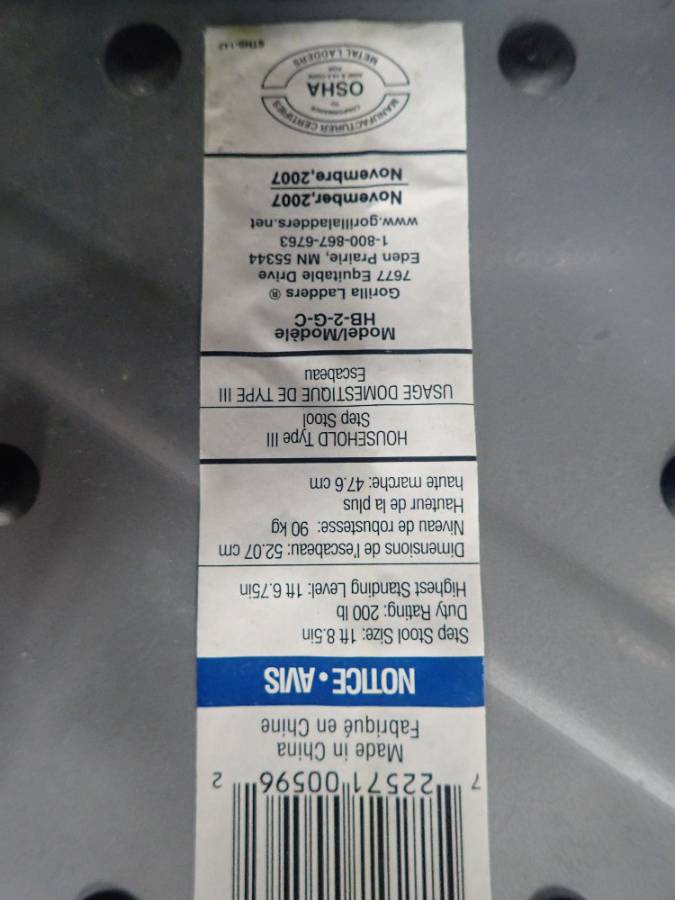 7 22571 00596 2
Made in China
Fabriqué en Chine
NOTICE • AVIS
Step Stool Size: 1ft 8.5in
Duty Rating: 200 lb
Highest Standing Level: 1ft 6.75in
Dimensions de l'escabeau: 52.07 cm
Niveau de robustesse: 90 kg
Hauteur de la plus
haute marche: 47.6 cm
HOUSEHOLD Type III
Step Stool
USAGE DOMESTIQUE DE TYPE III
Escabeau
Model/Modèle
HB-2-G-C
Gorilla Ladders ®
7677 Equitable Drive
Eden Prairie, MN 55344
1-800-867-6763
www.gorillaladders.net
November,2007
Novembre,2007
MANUFACTURER CERTIFIES
CONFORMANCE
TO
OSHA
FOR
METAL LADDERS